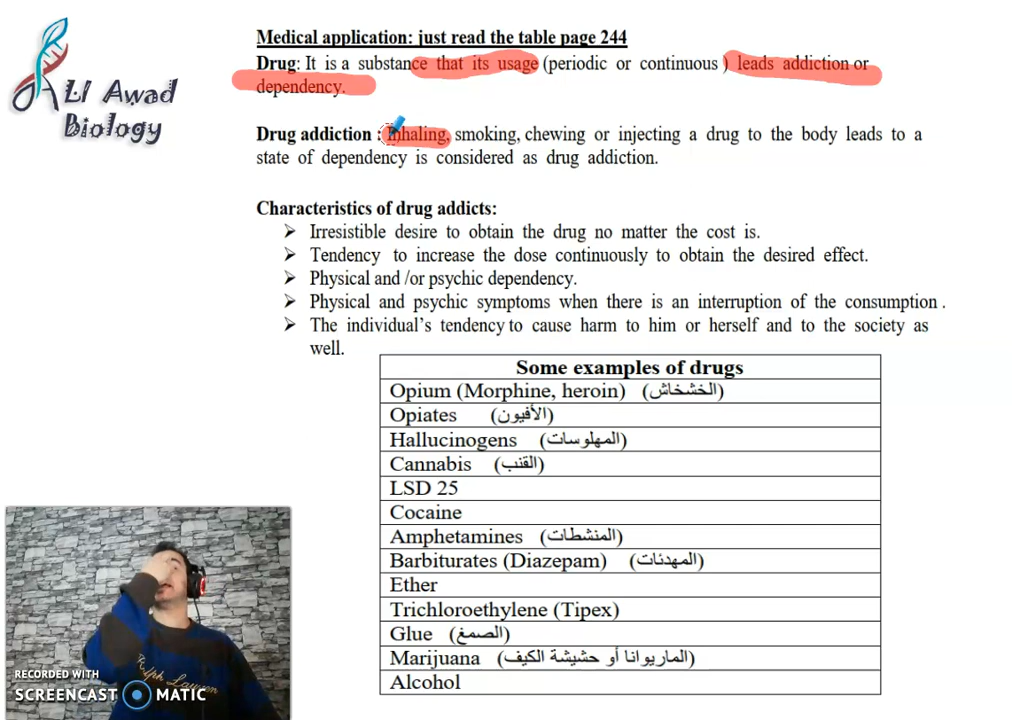 ALI Awad
Biology
Medical application: just read the table page 244
Drug: It is a substance that its usage (periodic or continuous ) leads addiction or
dependency.
Drug addiction : Inhaling, smoking, chewing or injecting a drug to the body leads to a
state of dependency is considered as drug addiction.
Characteristics of drug addicts:
➢ Irresistible desire to obtain the drug no matter the cost is.
➢ Tendency to increase the dose continuously to obtain the desired effect.
➢ Physical and /or psychic dependency.
➢ Physical and psychic symptoms when there is an interruption of the consumption .
➢ The individual's tendency to cause harm to him or herself and to the society as
well.
Some examples of drugs
Opium (Morphine, heroin) (الخشخاش)
Opiates (الأفيون)
Hallucinogens (المهلوسات)
Cannabis (القنب)
LSD 25
Cocaine
Amphetamines (المنشطات)
Barbiturates (Diazepam) (المهدئات)
Ether
Trichloroethylene (Tipex)
Glue (الصمغ)
Marijuana (الماريوانا أو حشيشة الكيف)
Alcohol
Ralph Lauren
RECORDED WITH
SCREENCAST MATIC